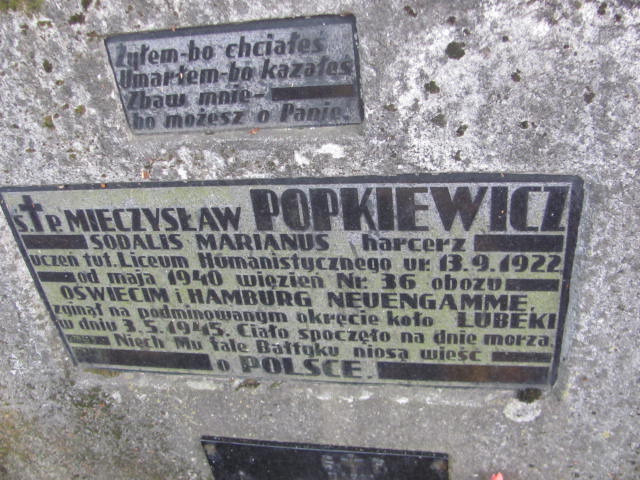 Żyłem-bo chciałeś
Umarłem-bo kazałeś
Zbaw mnie-
bo możesz o Panie.
ś.†p. MIECZYSŁAW POPKIEWICZ
SODALIS MARIANUS harcerz
uczeń tut. Liceum Humanistycznego ur. 13.9.1922
od maja 1940 więzień Nr. 36 obozu
OŚWIĘCIM i HAMBURG NEUENGAMME
zginął na podminowanym okręcie koło LUBEKI
w dniu 3.5.1945. Ciało spoczęło na dnie morza.
Niech Mu fale Bałtyku niosą wieść
o POLSCE.